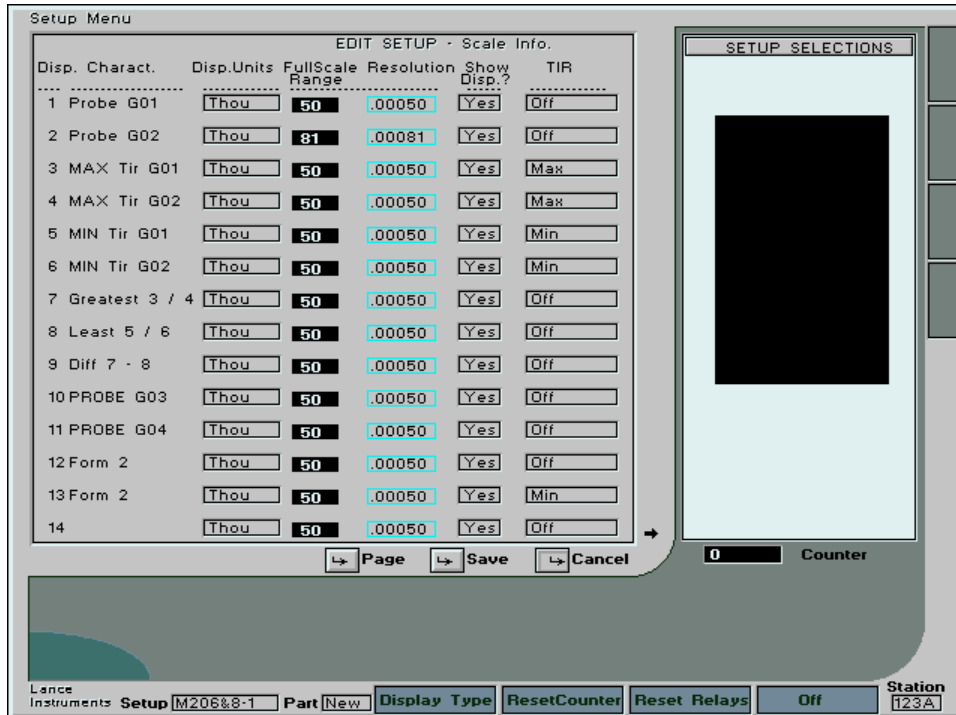 Setup Menu
EDIT SETUP - Scale Info.
SETUP SELECTIONS
Disp. Charact. Disp.Units FullScale Range Resolution Show Disp.? TIR
1 Probe G01 Thou 50 .00050 Yes Off
2 Probe G02 Thou 81 .00081 Yes Off
3 MAX Tir G01 Thou 50 .00050 Yes Max
4 MAX Tir G02 Thou 50 .00050 Yes Max
5 MIN Tir G01 Thou 50 .00050 Yes Min
6 MIN Tir G02 Thou 50 .00050 Yes Min
7 Greatest 3 / 4 Thou 50 .00050 Yes Off
8 Least 5 / 6 Thou 50 .00050 Yes Off
9 Diff 7 - 8 Thou 50 .00050 Yes Off
10 PROBE G03 Thou 50 .00050 Yes Off
11 PROBE G04 Thou 50 .00050 Yes Off
12 Form 2 Thou 50 .00050 Yes Off
13 Form 2 Thou 50 .00050 Yes Min
14 Thou 50 .00050 Yes Off
Page Save Cancel
0 Counter
Lance Instruments Setup M206&8-1 Part New Display Type ResetCounter Reset Relays Off Station 123A